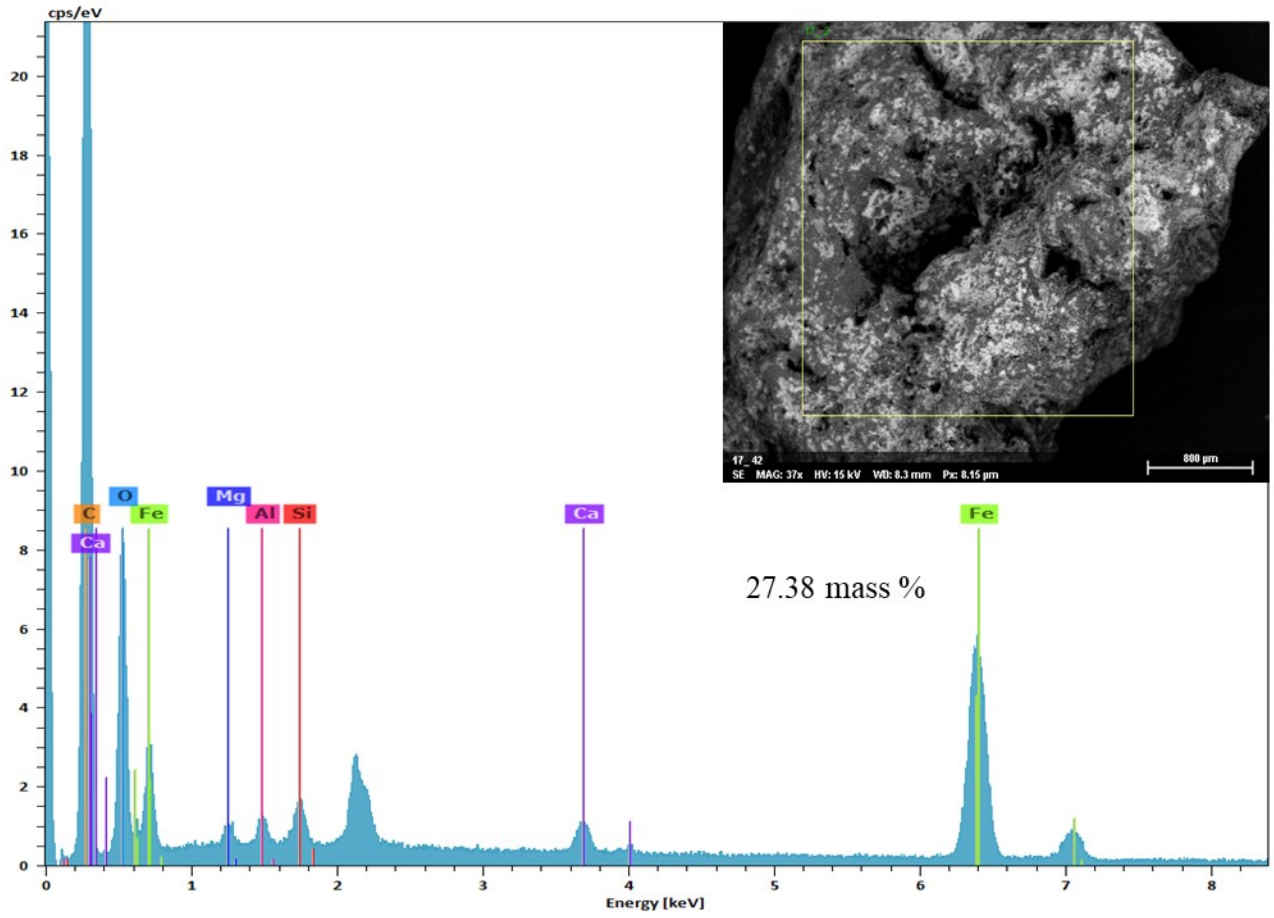 cps/eV
20
18
16
14
12
10
8
6
4
2
0
C
Ca
O
Fe
Mg
Al
Si
Ca
Fe
27.38 mass %
17_42
SE MAG: 37x HV: 15 kV WD: 8.3 mm Px: 8.15 µm
800 µm
0 1 2 3 4 5 6 7 8
Energy [keV]